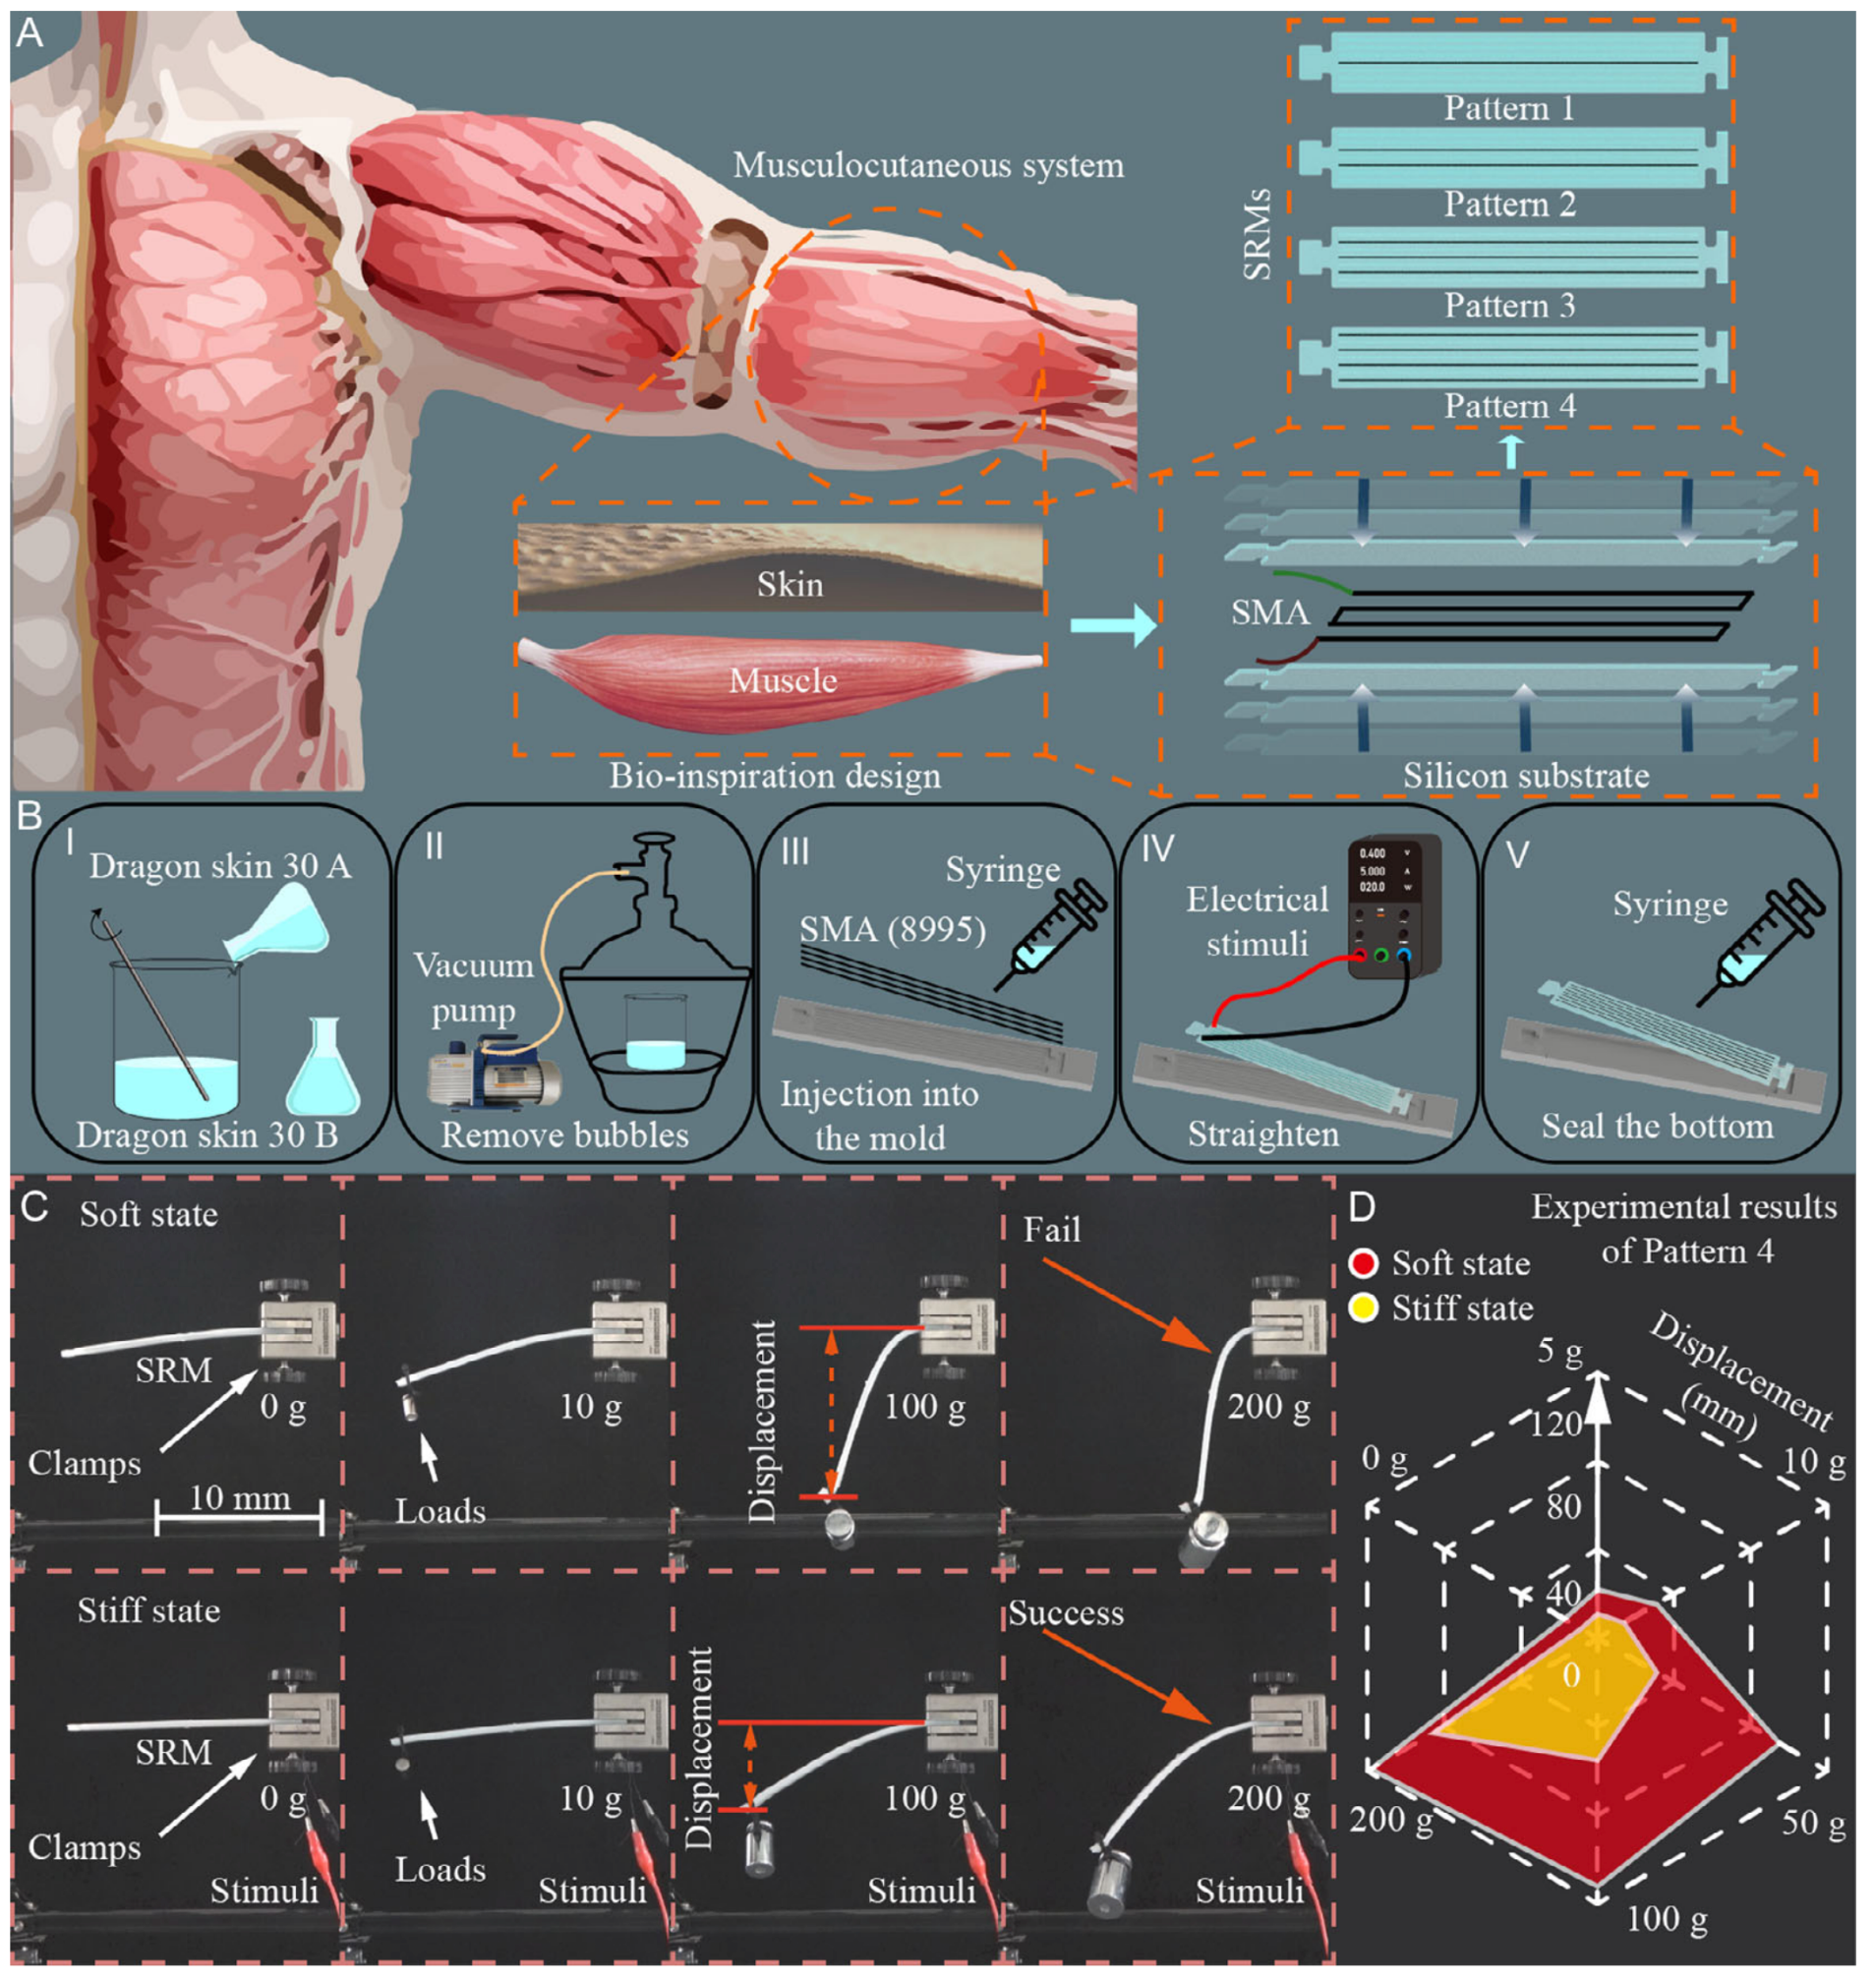 A
Musculocutaneous system
SRMs
Pattern 1
Pattern 2
Pattern 3
Pattern 4
Skin
Muscle
Bio-inspiration design
SMA
Silicon substrate
B
I
Dragon skin 30 A
Dragon skin 30 B
II
Vacuum
pump
Remove bubbles
III
Syringe
SMA (8995)
Injection into
the mold
IV
Electrical
stimuli
0.400 V
5.000 A
020.0 W
Straighten
V
Syringe
Seal the bottom
C
Soft state
SRM
0 g
Clamps
10 mm
10 g
Loads
Displacement
100 g
Fail
200 g
Stiff state
SRM
0 g
Clamps
Stimuli
10 g
Loads
Stimuli
Displacement
100 g
Stimuli
Success
200 g
Stimuli
D
Experimental results
of Pattern 4
Soft state
Stiff state
Displacement
(mm)
5 g
120
0 g
10 g
80
40
0
200 g
50 g
100 g